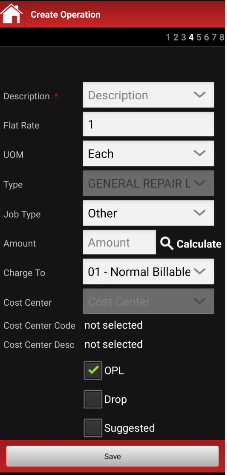 Create Operation
1 2 3 4 5 6 7 8
Description * Description
Flat Rate 1
UOM Each
Type GENERAL REPAIR L
Job Type Other
Amount Amount Calculate
Charge To 01 - Normal Billable
Cost Center Cost Center
Cost Center Code not selected
Cost Center Desc not selected
OPL
Drop
Suggested
Save